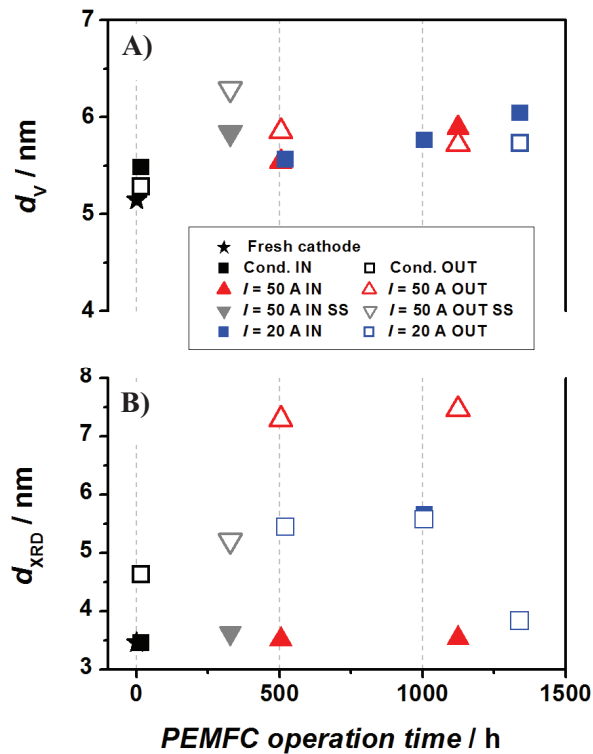 A)
7
6
5
4
d_V / nm
★ Fresh cathode
■ Cond. IN □ Cond. OUT
▲ I = 50 A IN △ I = 50 A OUT
▼ I = 50 A IN SS ▽ I = 50 A OUT SS
■ I = 20 A IN □ I = 20 A OUT
B)
8
7
6
5
4
3
d_XRD / nm
0 500 1000 1500
PEMFC operation time / h